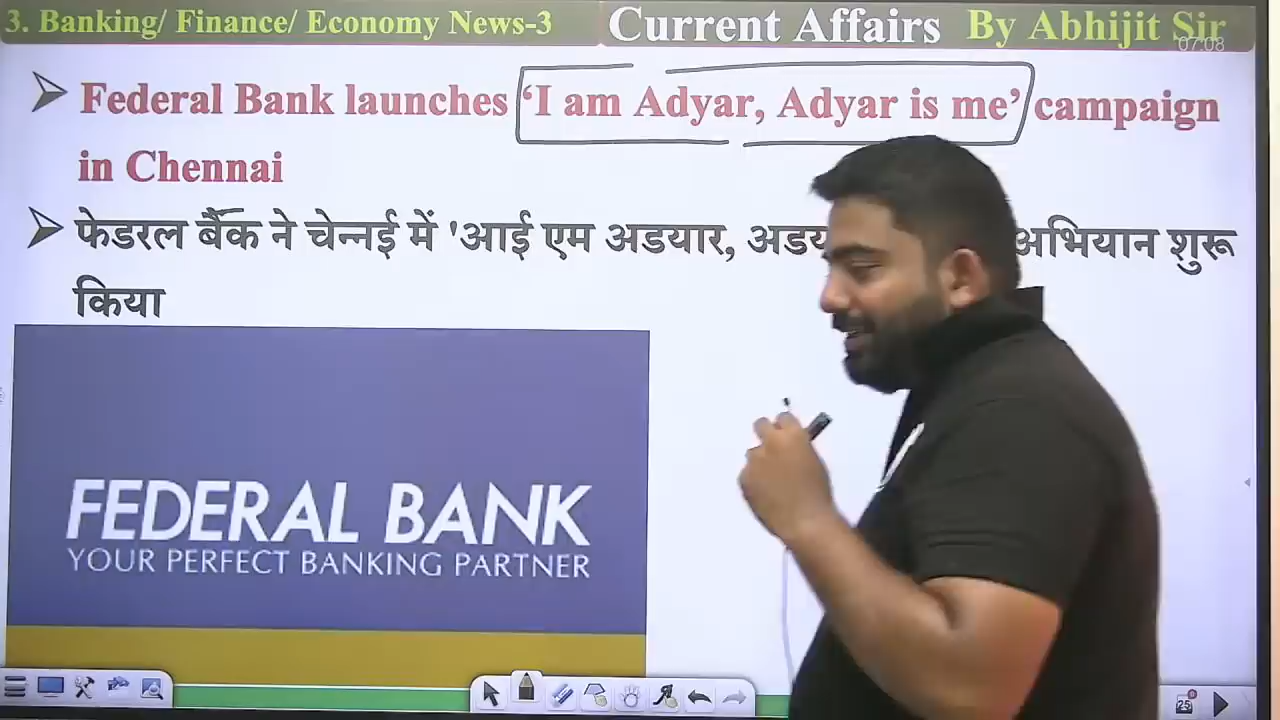 3. Banking/ Finance/ Economy News-3
Current Affairs
By Abhijit Sir
07:08
Federal Bank launches ‘I am Adyar, Adyar is me’ campaign
in Chennai
फेडरल बैंक ने चेन्नई में 'आई एम अडयार, अभियान शुरू
किया
FEDERAL BANK
YOUR PERFECT BANKING PARTNER
25